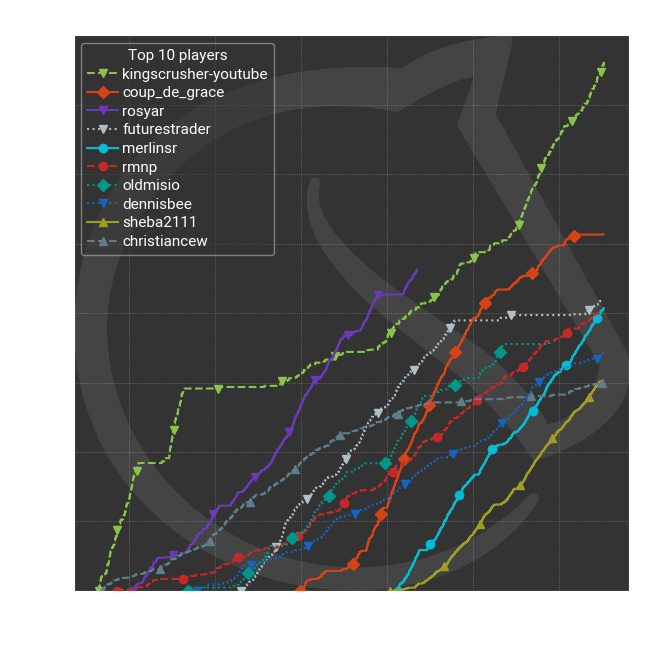 Top 10 players
kingscrusher-youtube
coup_de_grace
rosyar
futurestrader
merlinsr
rmnp
oldmisio
dennisbee
sheba2111
christiancew